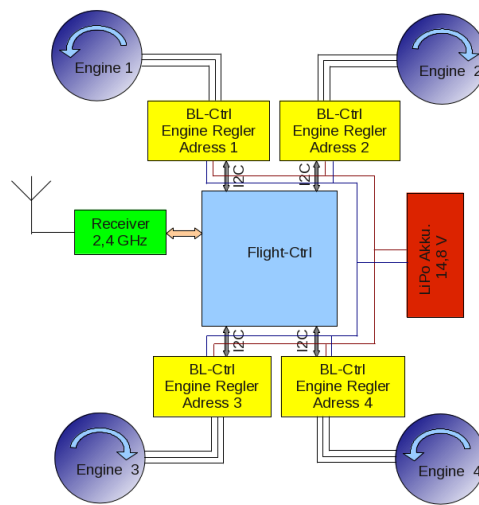 Engine 1
Engine 2
BL-Ctrl
Engine Regler
Adress 1
BL-Ctrl
Engine Regler
Adress 2
I2C
I2C
Receiver
2,4 GHz
Flight-Ctrl
LiPo Akku.
14,8 V
I2C
I2C
BL-Ctrl
Engine Regler
Adress 3
BL-Ctrl
Engine Regler
Adress 4
Engine 3
Engine 4